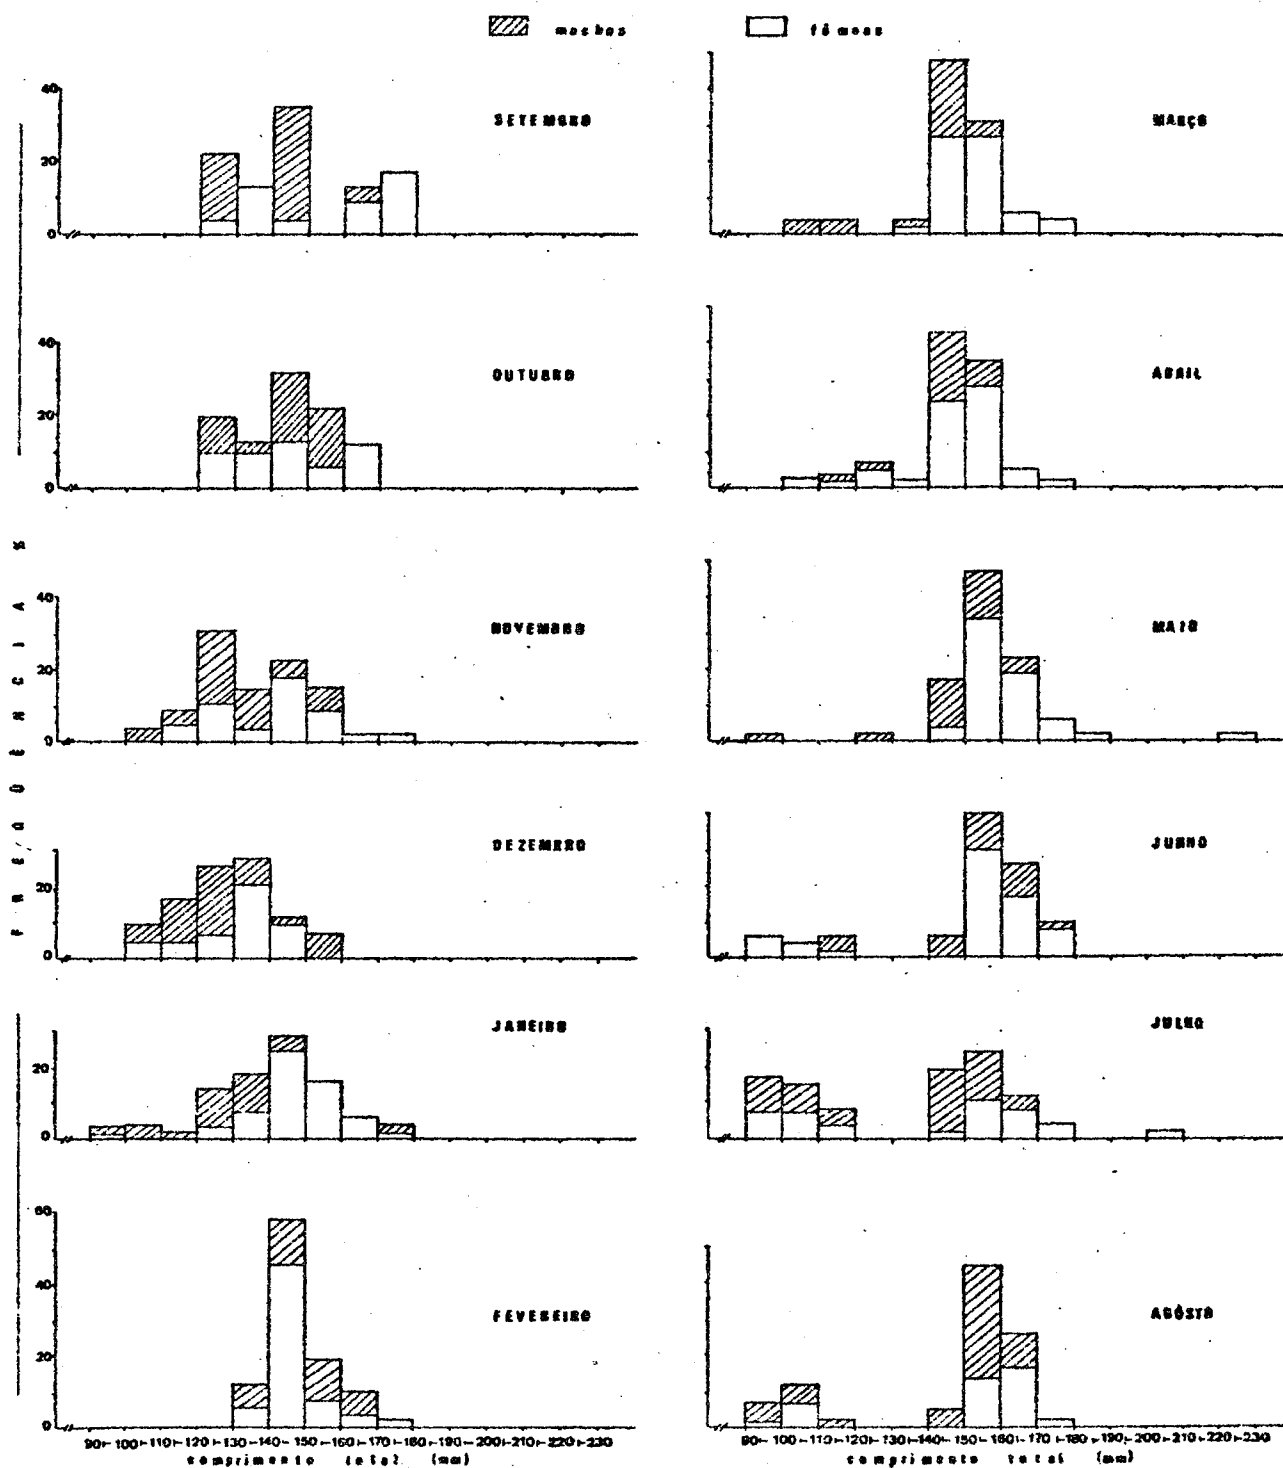 machos
fêmeas
SETEMBRO
40
20
0
OUTUBRO
40
20
0
NOVEMBRO
40
20
0
DEZEMBRO
20
0
JANEIRO
20
0
FEVEREIRO
60
40
20
0
FREQÜÊNCIAS %
90⊢100⊢110⊢120⊢130⊢140⊢150⊢160⊢170⊢180⊢190⊢200⊢210⊢220⊢230
comprimento total (mm)
MARÇO
ABRIL
MAIO
JUNHO
JULHO
AGÔSTO
90⊢100⊢110⊢120⊢130⊢140⊢150⊢160⊢170⊢180⊢190⊢200⊢210⊢220⊢230
comprimento total (mm)